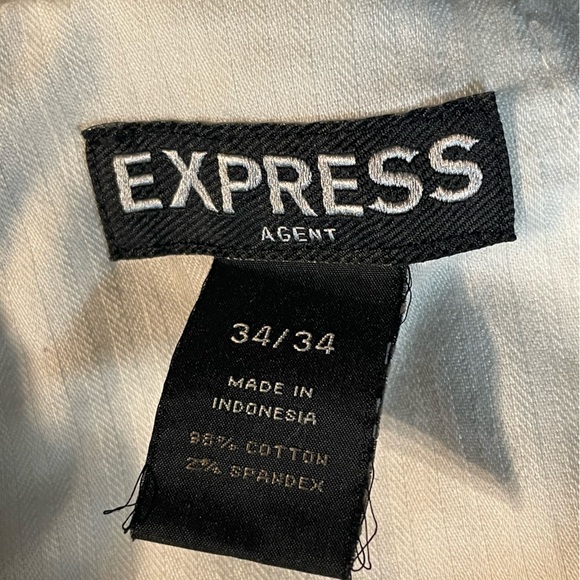 EXPRESS
AGENT
34/34
MADE IN
INDONESIA
98% COTTON
2% SPANDEX